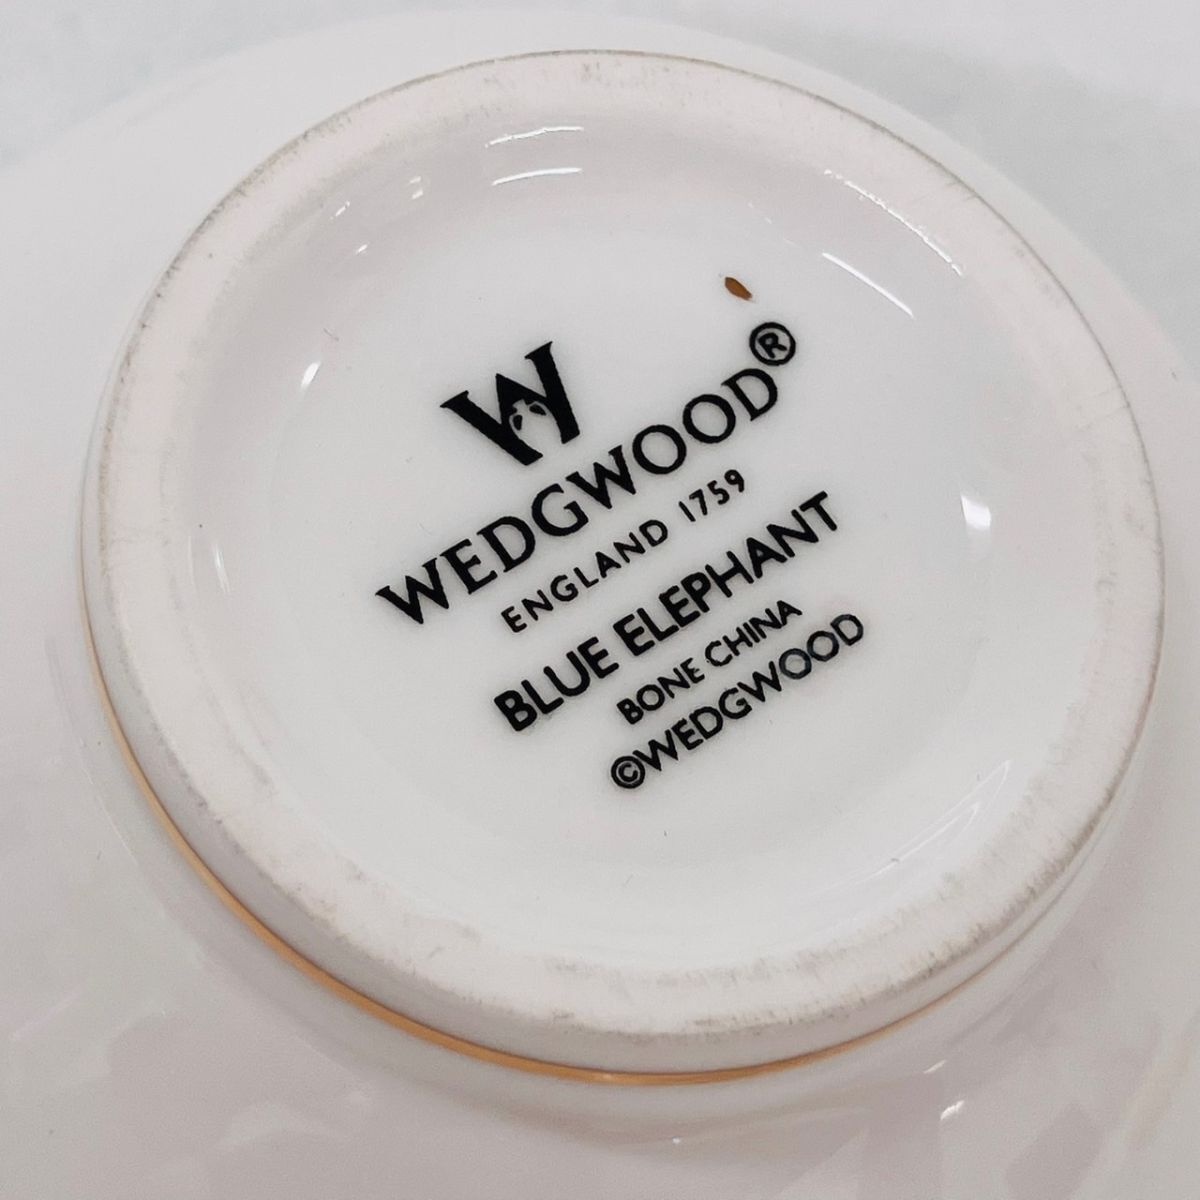 W
WEDGWOOD®
ENGLAND 1759
BLUE ELEPHANT
BONE CHINA
©WEDGWOOD